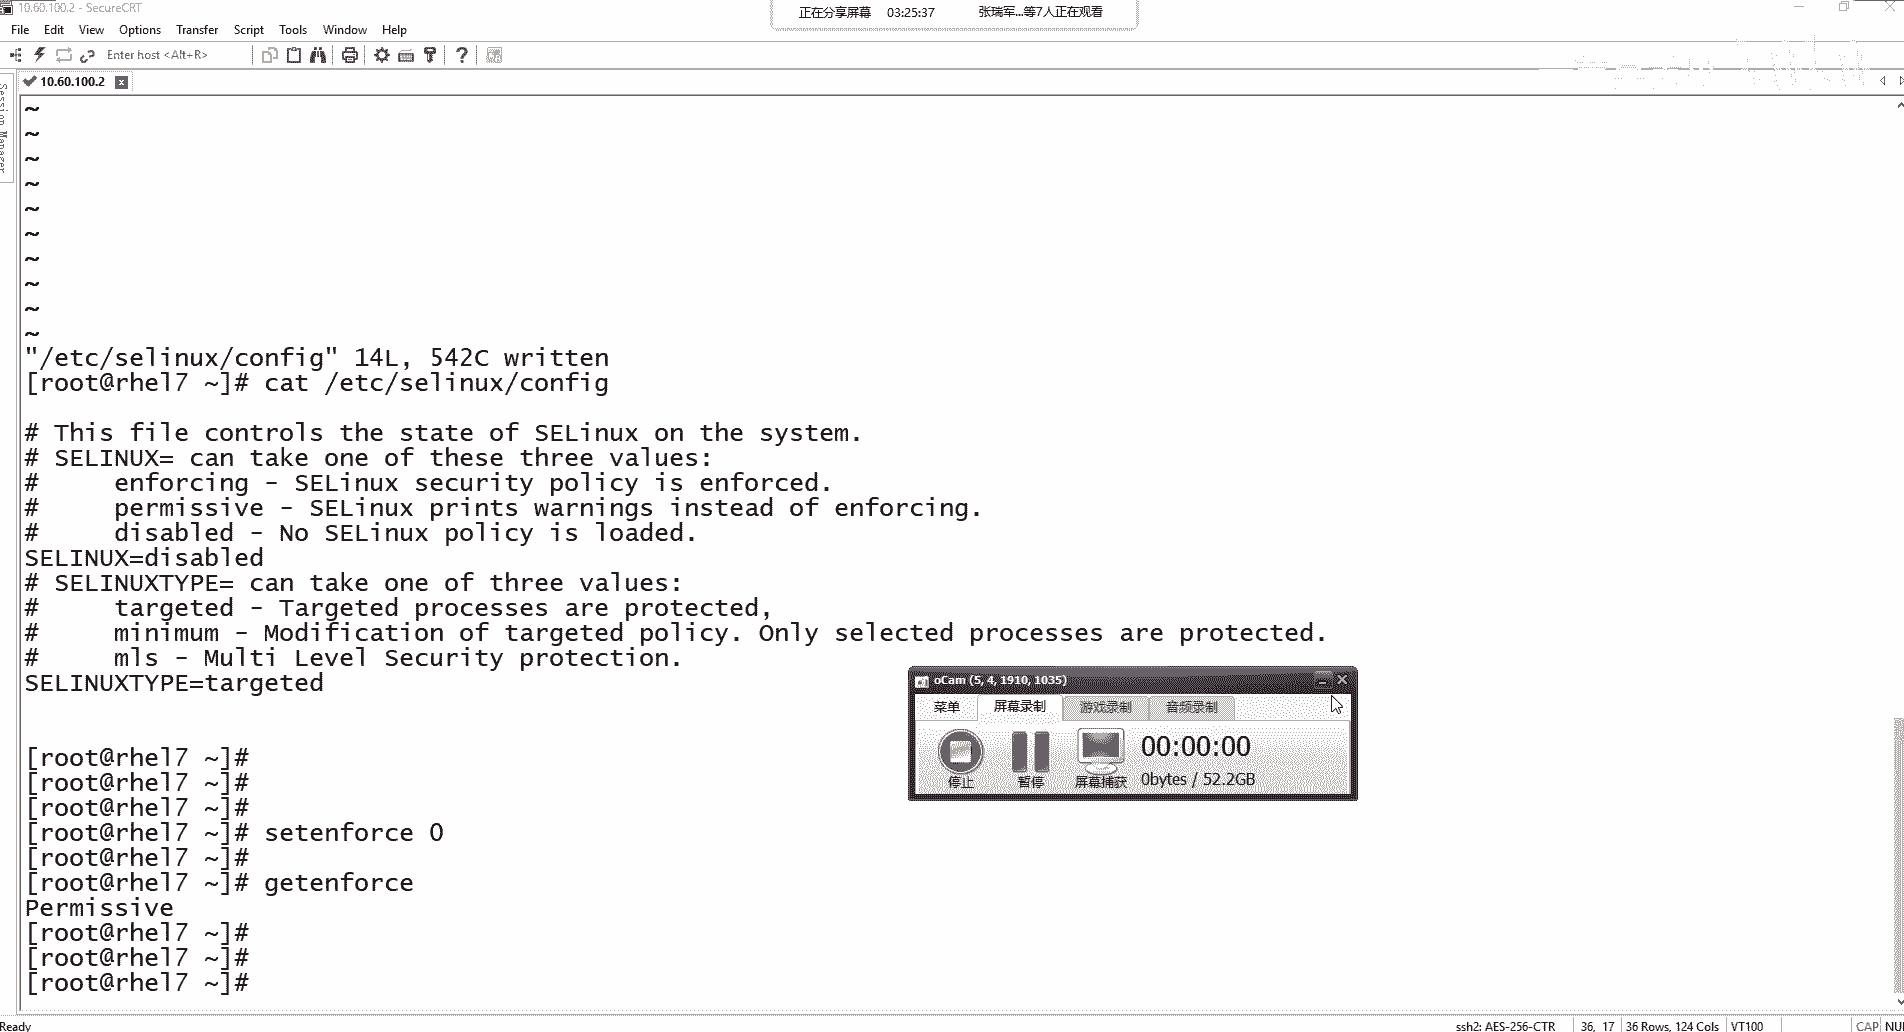 10.60.100.2 - SecureCRT
正在分享屏幕 03:25:37 张瑞军...等7人正在观看
File Edit View Options Transfer Script Tools Window Help
Enter host <Alt+R>
Session Manager
10.60.100.2
~
~
~
~
~
~
~
~
~
~
"/etc/selinux/config" 14L, 542C written
[root@rhel7 ~]# cat /etc/selinux/config
# This file controls the state of SELinux on the system.
# SELINUX= can take one of these three values:
#     enforcing - SELinux security policy is enforced.
#     permissive - SELinux prints warnings instead of enforcing.
#     disabled - No SELinux policy is loaded.
SELINUX=disabled
# SELINUXTYPE= can take one of three values:
#     targeted - Targeted processes are protected,
#     minimum - Modification of targeted policy. Only selected processes are protected.
#     mls - Multi Level Security protection.
SELINUXTYPE=targeted
[root@rhel7 ~]#
[root@rhel7 ~]#
[root@rhel7 ~]#
[root@rhel7 ~]# setenforce 0
[root@rhel7 ~]#
[root@rhel7 ~]# getenforce
Permissive
[root@rhel7 ~]#
[root@rhel7 ~]#
[root@rhel7 ~]#
oCam (5, 4, 1910, 1035)
菜单 屏幕录制 游戏录制 音频录制
00:00:00
停止 暂停 屏幕捕获 0bytes / 52.2GB
Ready ssh2: AES-256-CTR 36, 17 36 Rows, 124 Cols VT100 CAP NU